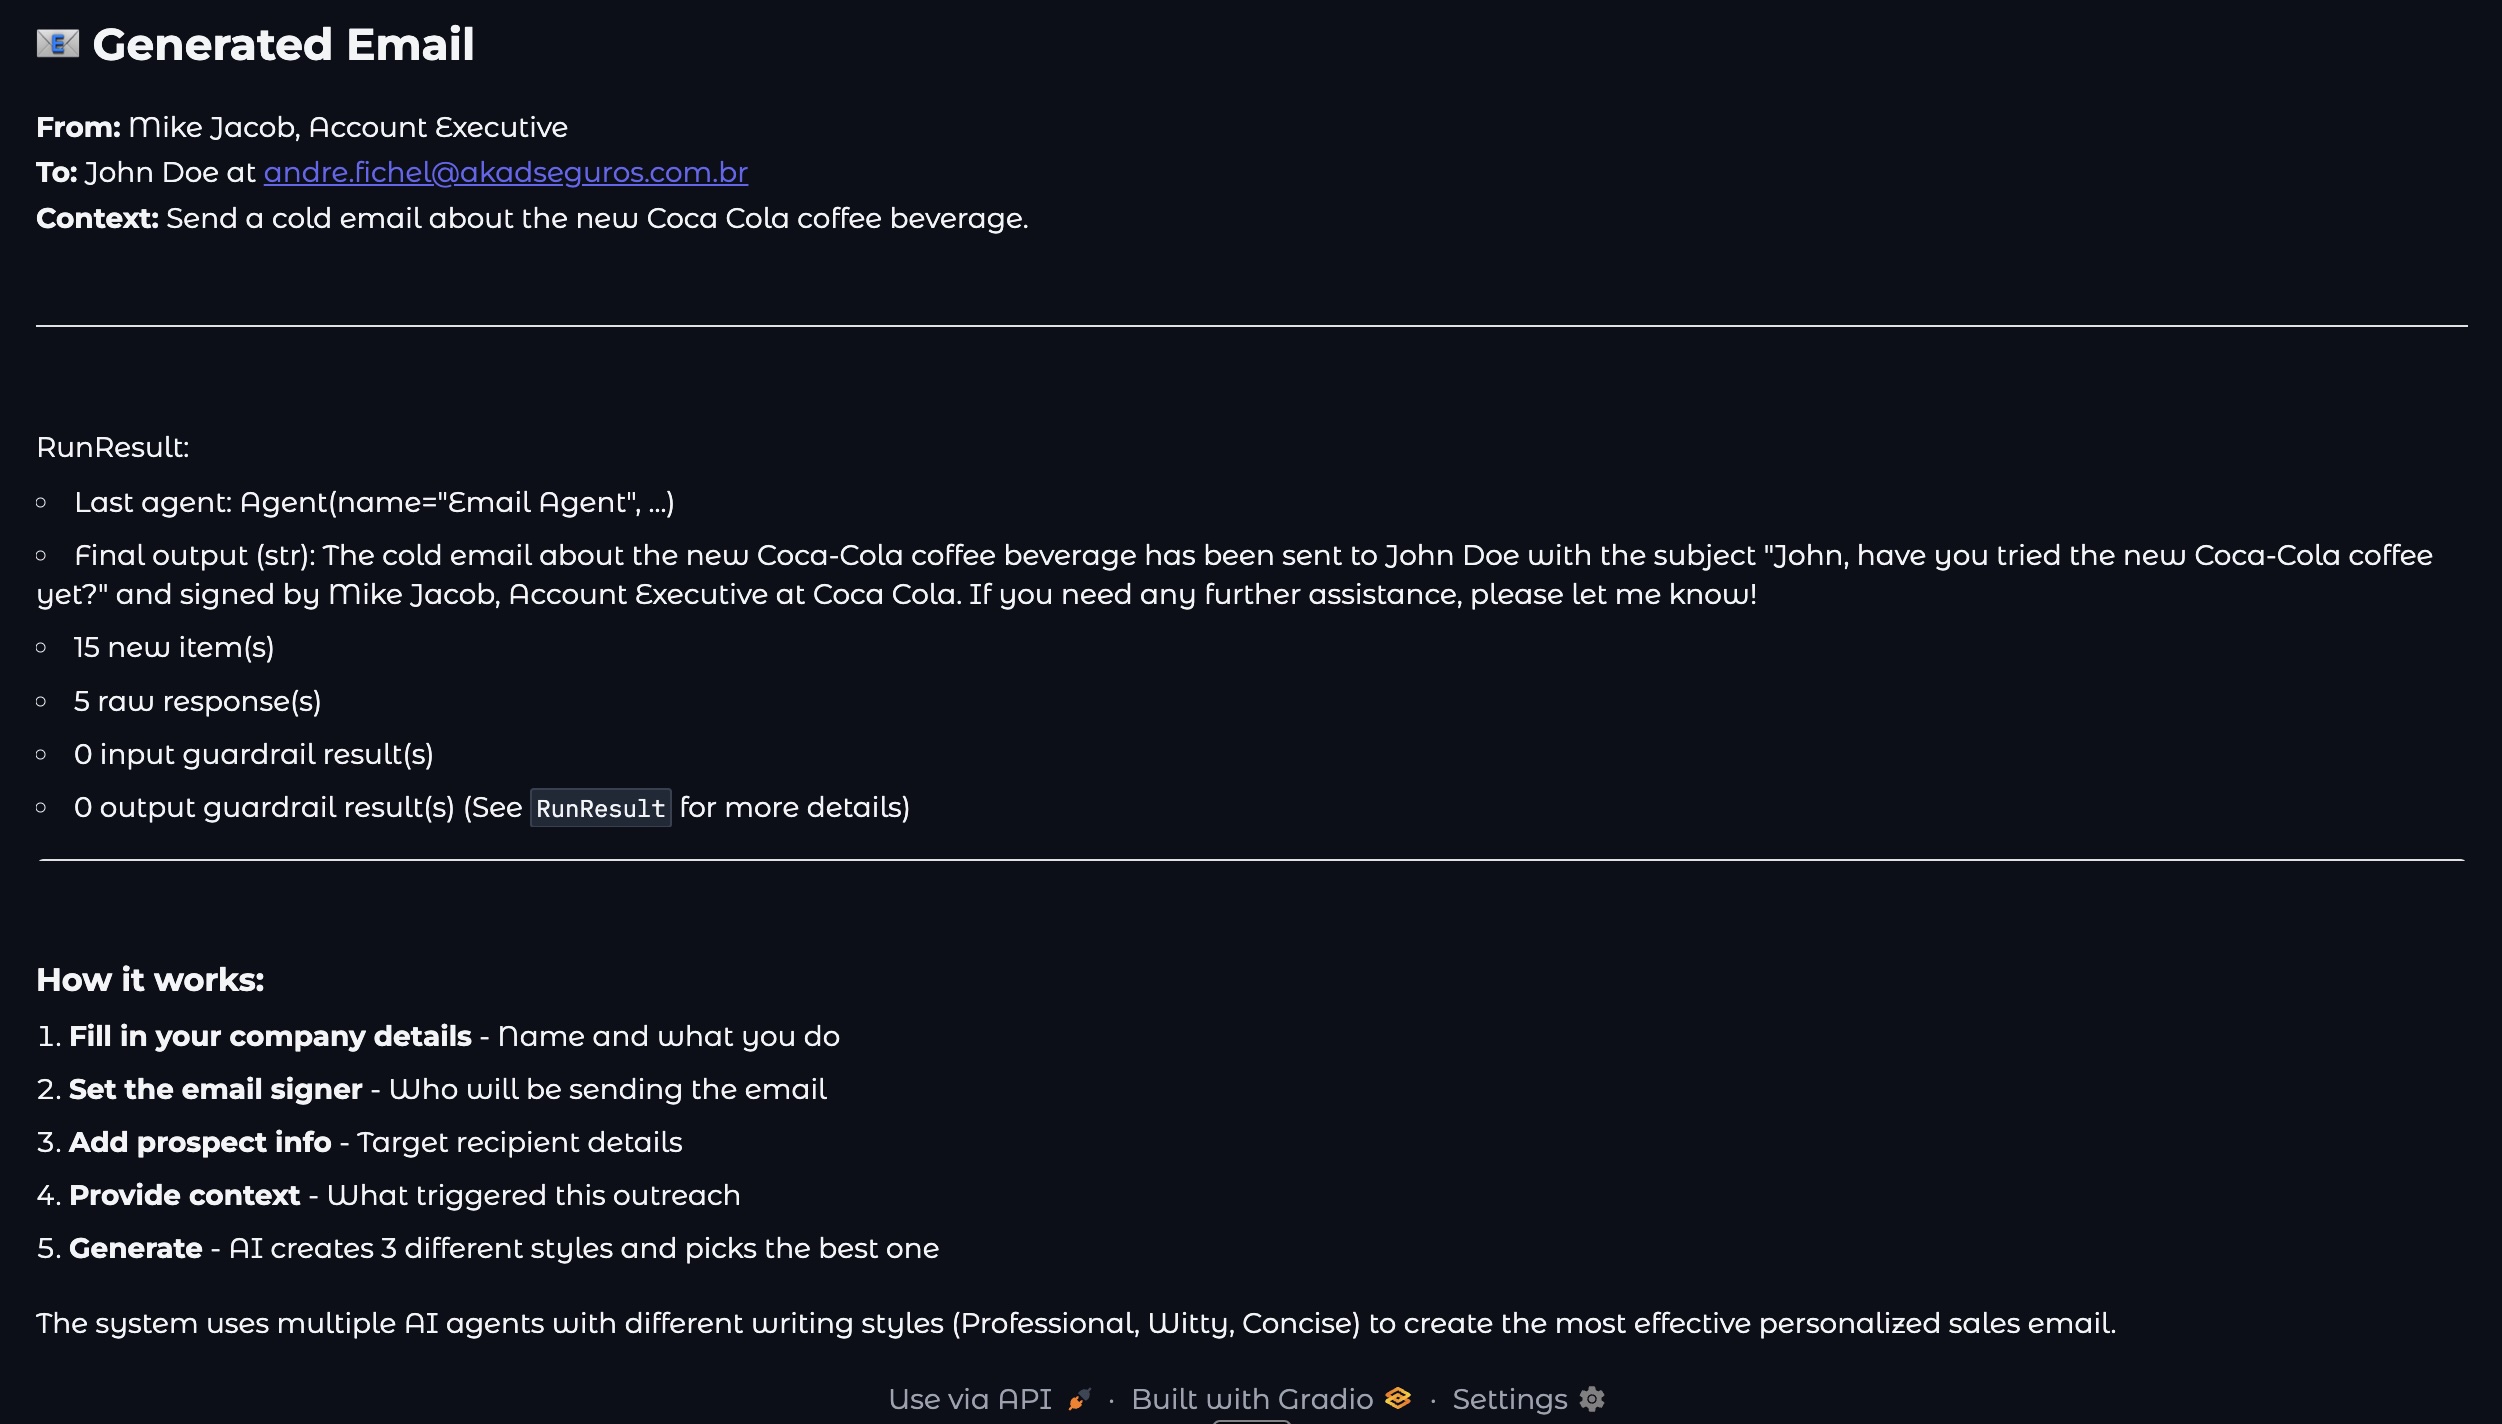 Generated Email
From: Mike Jacob, Account Executive
To: John Doe at andre.fichel@akadseguros.com.br
Context: Send a cold email about the new Coca Cola coffee beverage.
RunResult:
Last agent: Agent(name="Email Agent", ...)
Final output (str): The cold email about the new Coca-Cola coffee beverage has been sent to John Doe with the subject "John, have you tried the new Coca-Cola coffee
yet?" and signed by Mike Jacob, Account Executive at Coca Cola. If you need any further assistance, please let me know!
15 new item(s)
5 raw response(s)
0 input guardrail result(s)
0 output guardrail result(s) (See RunResult for more details)
How it works:
1. Fill in your company details - Name and what you do
2. Set the email signer - Who will be sending the email
3. Add prospect info - Target recipient details
4. Provide context - What triggered this outreach
5. Generate - AI creates 3 different styles and picks the best one
The system uses multiple AI agents with different writing styles (Professional, Witty, Concise) to create the most effective personalized sales email.
Use via API · Built with Gradio · Settings